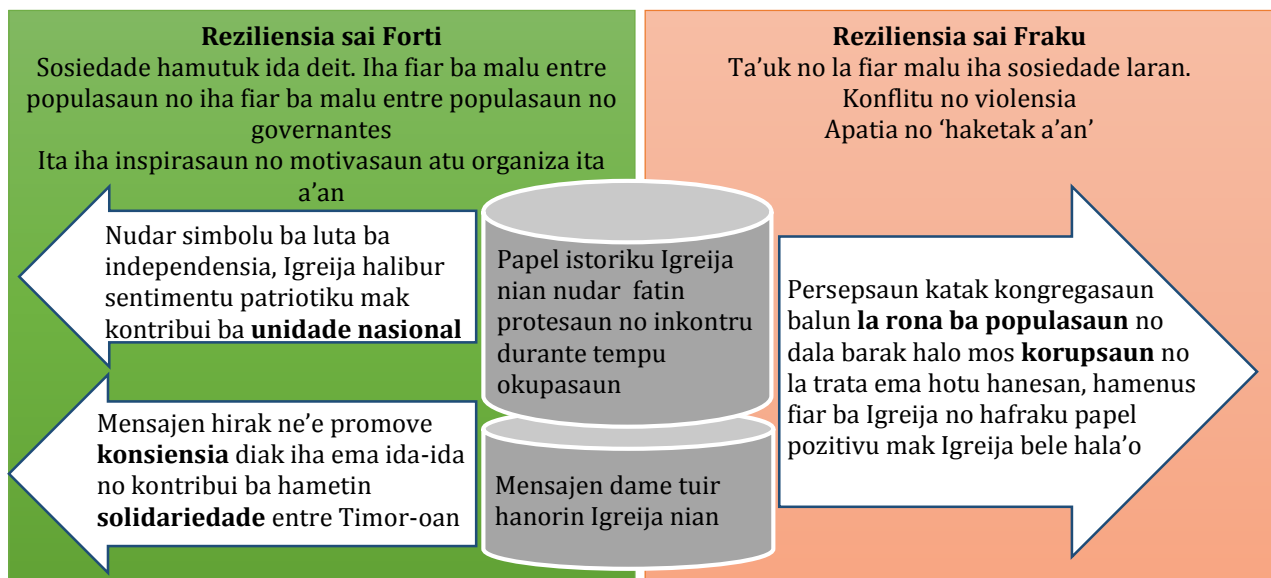 Reziliensia sai Forti
Sosiedade hamutuk ida deit. Iha fiar ba malu entre
populasaun no iha fiar ba malu entre populasaun no
governantes
Ita iha inspirasaun no motivasaun atu organiza ita
a’an
Reziliensia sai Fraku
Ta’uk no la fiar malu iha sosiedade laran.
Konflitu no violensia
Apatia no ‘haketak a’an’
Nudar simbolu ba luta ba
independensia, Igreija halibur
sentimentu patriotiku mak
kontribui ba unidade nasional
Papel istoriku Igreija
nian nudar fatin
protesaun no inkontru
durante tempu
okupasaun
Persepsaun katak kongregasaun
balun la rona ba populasaun no
dala barak halo mos korupsaun no
la trata ema hotu hanesan, hamenus
fiar ba Igreija no hafraku papel
pozitivu mak Igreija bele hala’o
Mensajen hirak ne’e promove
konsiensia diak iha ema ida-ida
no kontribui ba hametin
solidariedade entre Timor-oan
Mensajen dame tuir
hanorin Igreija nian